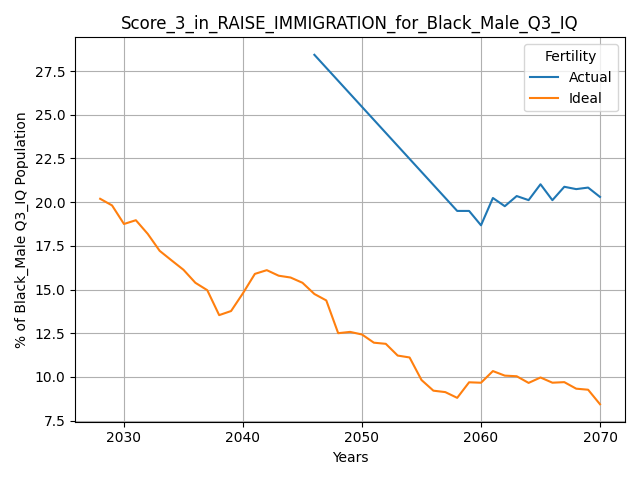 Score_3_in_RAISE_IMMIGRATION_for_Black_Male_Q3_IQ
Fertility
Actual
Ideal
% of Black_Male Q3_IQ Population
27.5
25.0
22.5
20.0
17.5
15.0
12.5
10.0
7.5
2030 2040 2050 2060 2070
Years